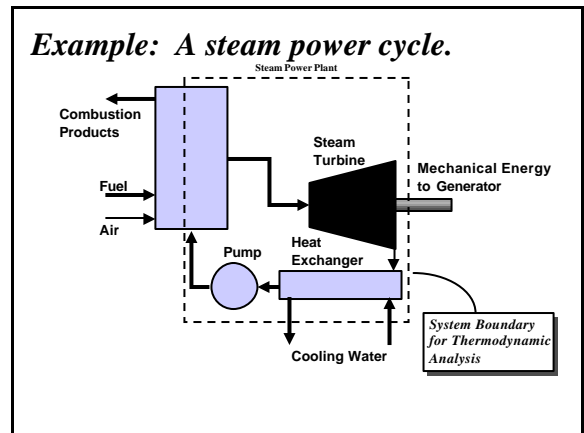 Example: A steam power cycle.
Steam Power Plant
Combustion
Products
Steam
Turbine
Mechanical Energy
to Generator
Fuel
Air
Pump
Heat
Exchanger
System Boundary
for Thermodynamic
Analysis
Cooling Water